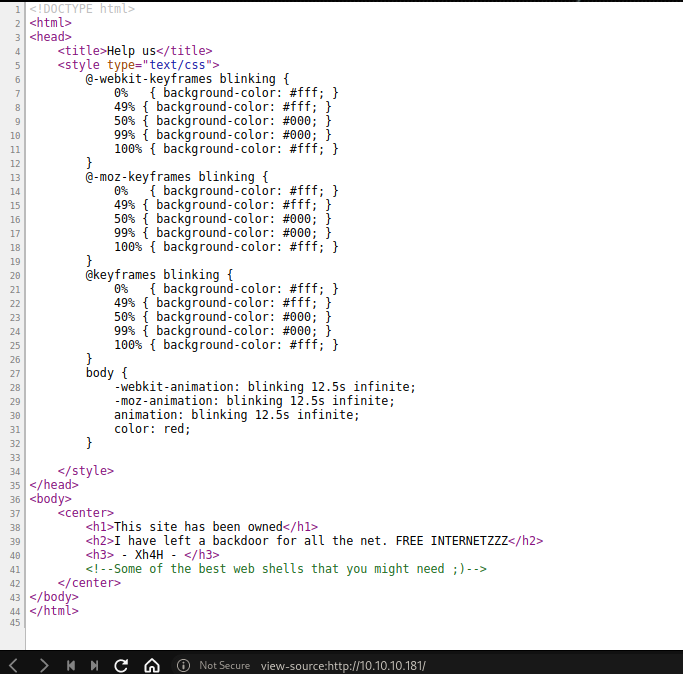 1 <!DOCTYPE html>
2 <html>
3 <head>
4     <title>Help us</title>
5     <style type="text/css">
6         @-webkit-keyframes blinking {
7             0%   { background-color: #fff; }
8             49% { background-color: #fff; }
9             50% { background-color: #000; }
10             99% { background-color: #000; }
11             100% { background-color: #fff; }
12         }
13         @-moz-keyframes blinking {
14             0%   { background-color: #fff; }
15             49% { background-color: #fff; }
16             50% { background-color: #000; }
17             99% { background-color: #000; }
18             100% { background-color: #fff; }
19         }
20         @keyframes blinking {
21             0%   { background-color: #fff; }
22             49% { background-color: #fff; }
23             50% { background-color: #000; }
24             99% { background-color: #000; }
25             100% { background-color: #fff; }
26         }
27         body {
28             -webkit-animation: blinking 12.5s infinite;
29             -moz-animation: blinking 12.5s infinite;
30             animation: blinking 12.5s infinite;
31             color: red;
32         }
33
34     </style>
35 </head>
36 <body>
37     <center>
38         <h1>This site has been owned</h1>
39         <h2>I have left a backdoor for all the net. FREE INTERNETZZZ</h2>
40         <h3> - Xh4H - </h3>
41         <!--Some of the best web shells that you might need ;)-->
42     </center>
43 </body>
44 </html>
45
Not Secure view-source:http://10.10.10.181/